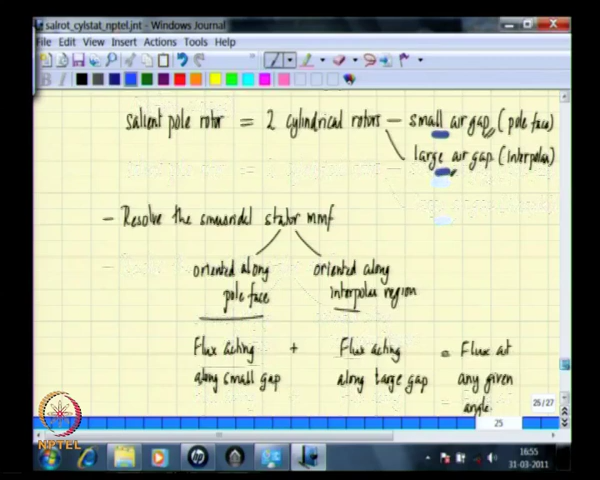 salrot_cylstat_nptel.jnt - Windows Journal
File Edit View Insert Actions Tools Help
salient pole rotor = 2 cylindrical rotors - small air gap (pole face)
large air gap (interpolar)
- Resolve the sinusoidal stator mmf
oriented along oriented along
pole face interpolar region
Flux acting + Flux acting = Flux at
along small gap along large gap any given
angle
25/27
25
NPTEL
16:55
31-03-2011